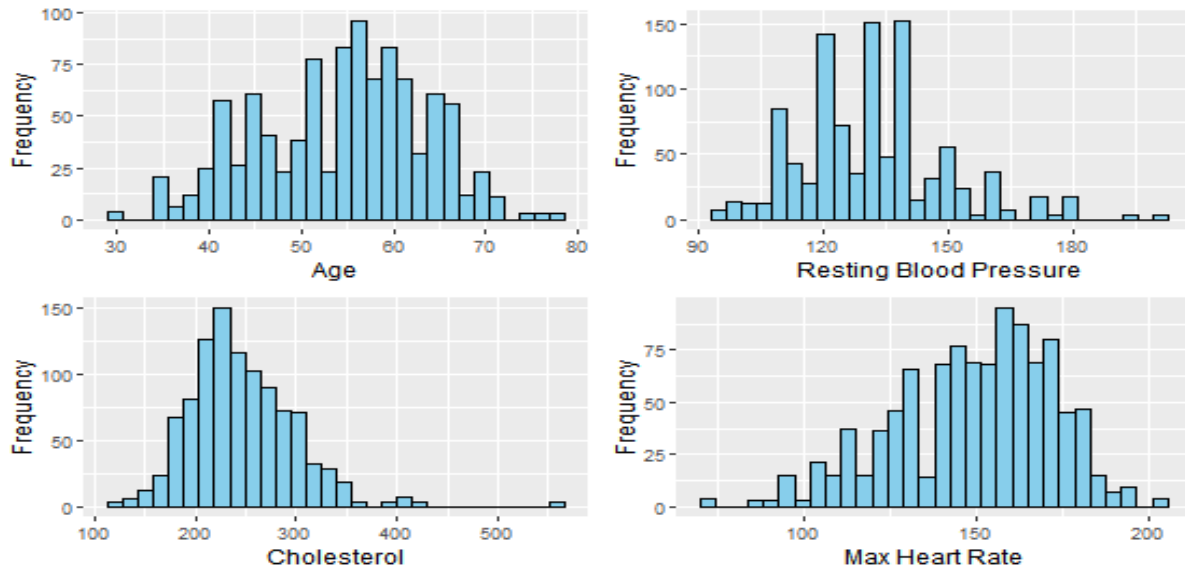 Frequency
100
75
50
25
0
30 40 50 60 70 80
Age
Frequency
150
100
50
0
90 120 150 180
Resting Blood Pressure
Frequency
150
100
50
0
100 200 300 400 500
Cholesterol
Frequency
75
50
25
0
100 150 200
Max Heart Rate